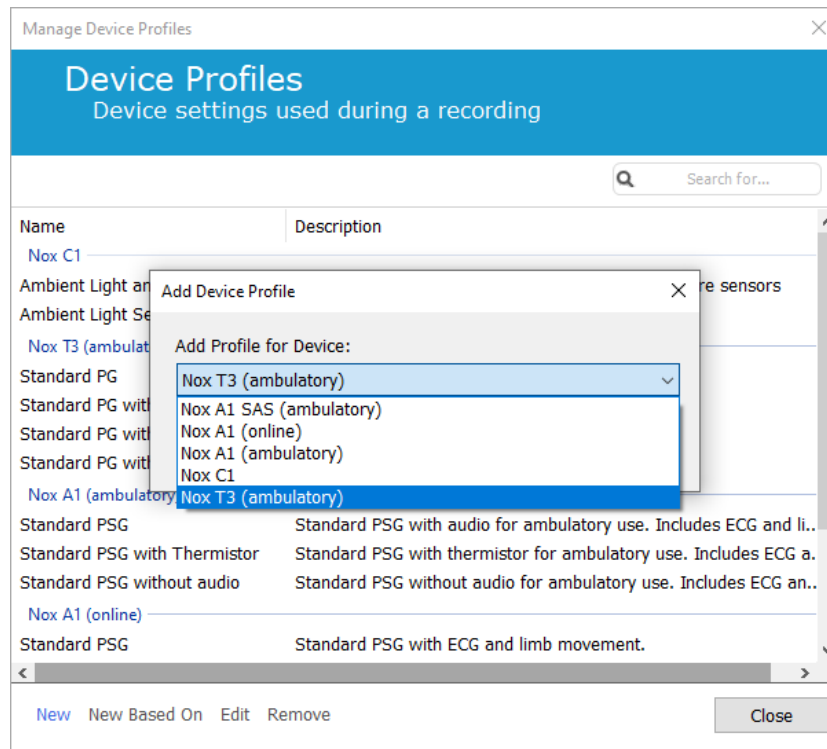 Manage Device Profiles
Device Profiles
Device settings used during a recording
Search for...
Name Description
Nox C1
Ambient Light an re sensors
Ambient Light Se
Nox T3 (ambulat
Standard PG
Standard PG with
Standard PG with
Standard PG with
Add Device Profile
Add Profile for Device:
Nox T3 (ambulatory)
Nox A1 SAS (ambulatory)
Nox A1 (online)
Nox A1 (ambulatory)
Nox C1
Nox T3 (ambulatory)
Nox A1 (ambulatory
Standard PSG Standard PSG with audio for ambulatory use. Includes ECG and li..
Standard PSG with Thermistor Standard PSG with thermistor for ambulatory use. Includes ECG a.
Standard PSG without audio Standard PSG without audio for ambulatory use. Includes ECG an..
Nox A1 (online)
Standard PSG Standard PSG with ECG and limb movement.
New New Based On Edit Remove Close